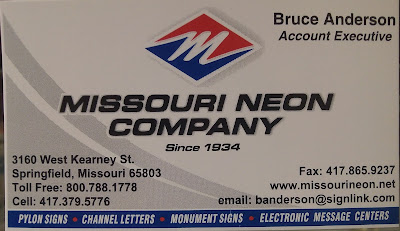 Bruce Anderson
Account Executive
M
MISSOURI NEON
COMPANY
Since 1934
3160 West Kearney St.
Springfield, Missouri 65803
Toll Free: 800.788.1778
Cell: 417.379.5776
Fax: 417.865.9237
www.missourineon.net
email: banderson@signlink.com
PYLON SIGNS • CHANNEL LETTERS • MONUMENT SIGNS • ELECTRONIC MESSAGE CENTERS